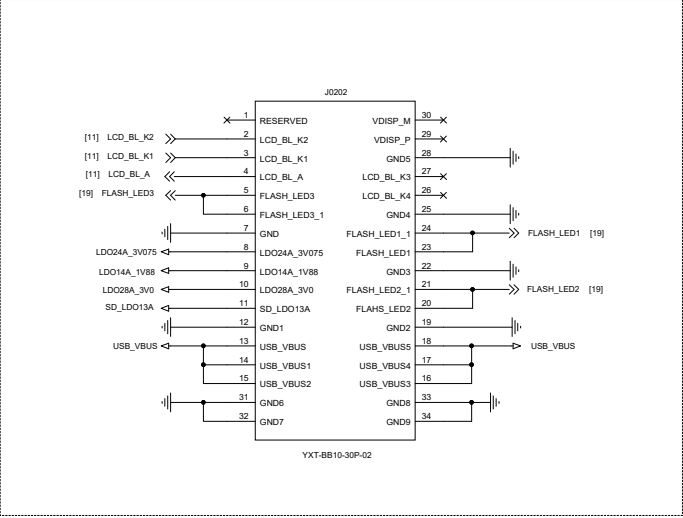 J0202
1 RESERVED VDISP_M 30
[11] LCD_BL_K2 2 LCD_BL_K2 VDISP_P 29
[11] LCD_BL_K1 3 LCD_BL_K1 GND5 28
[11] LCD_BL_A 4 LCD_BL_A LCD_BL_K3 27
[19] FLASH_LED3 5 FLASH_LED3 LCD_BL_K4 26
6 FLASH_LED3_1 GND4 25
7 GND FLASH_LED1_1 24 FLASH_LED1 [19]
LDO24A_3V075 8 LDO24A_3V075 FLASH_LED1 23
LDO14A_1V88 9 LDO14A_1V88 GND3 22
LDO28A_3V0 10 LDO28A_3V0 FLASH_LED2_1 21 FLASH_LED2 [19]
SD_LDO13A 11 SD_LDO13A FLAHS_LED2 20
12 GND1 GND2 19
USB_VBUS 13 USB_VBUS USB_VBUS5 18 USB_VBUS
14 USB_VBUS1 USB_VBUS4 17
15 USB_VBUS2 USB_VBUS3 16
31 GND6 GND8 33
32 GND7 GND9 34
YXT-BB10-30P-02